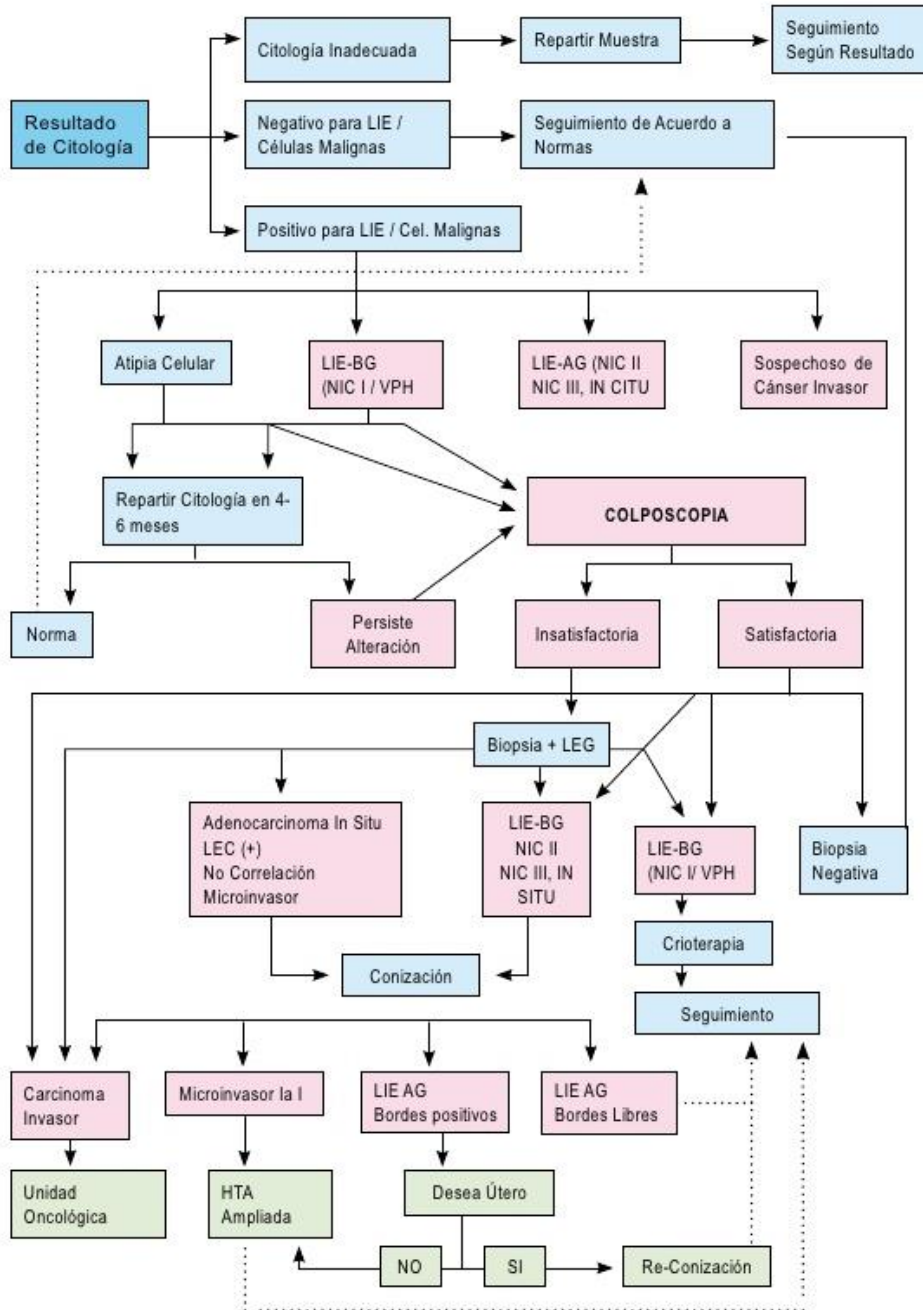 Citología Inadecuada
Repartir Muestra
Seguimiento
Según Resultado
Resultado
de Citología
Negativo para LIE /
Células Malignas
Seguimiento de Acuerdo a
Normas
Positivo para LIE / Cel. Malignas
Atipia Celular
LIE-BG
(NIC I / VPH
LIE-AG (NIC II
NIC III, IN CITU
Sospechoso de
Cánser Invasor
Repartir Citología en 4-
6 meses
COLPOSCOPIA
Norma
Persiste
Alteración
Insatisfactoria
Satisfactoria
Biopsia + LEG
Adenocarcinoma In Situ
LEC (+)
No Correlación
Microinvasor
LIE-BG
NIC II
NIC III, IN
SITU
LIE-BG
(NIC I/ VPH
Biopsia
Negativa
Crioterapia
Conización
Seguimiento
Carcinoma
Invasor
Microinvasor Ia I
LIE AG
Bordes positivos
LIE AG
Bordes Libres
Unidad
Oncológica
HTA
Ampliada
Desea Útero
NO
SI
Re-Conización